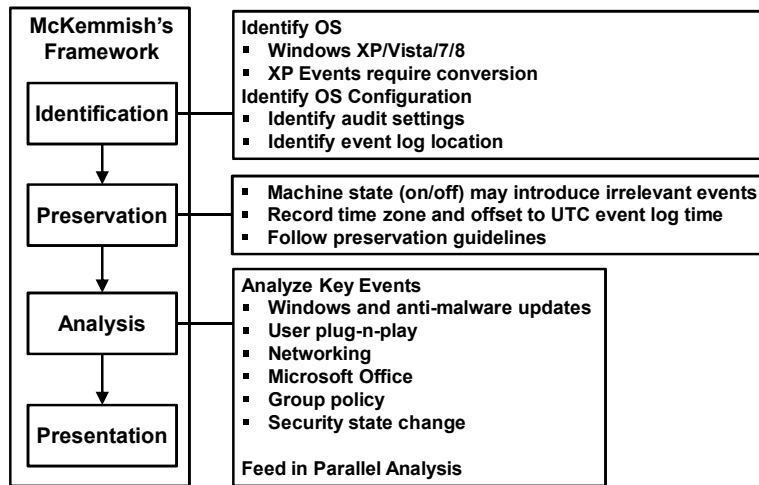 McKemmish's
Framework
Identification
Preservation
Analysis
Presentation
Identify OS
▪ Windows XP/Vista/7/8
▪ XP Events require conversion
Identify OS Configuration
▪ Identify audit settings
▪ Identify event log location
▪ Machine state (on/off) may introduce irrelevant events
▪ Record time zone and offset to UTC event log time
▪ Follow preservation guidelines
Analyze Key Events
▪ Windows and anti-malware updates
▪ User plug-n-play
▪ Networking
▪ Microsoft Office
▪ Group policy
▪ Security state change
Feed in Parallel Analysis